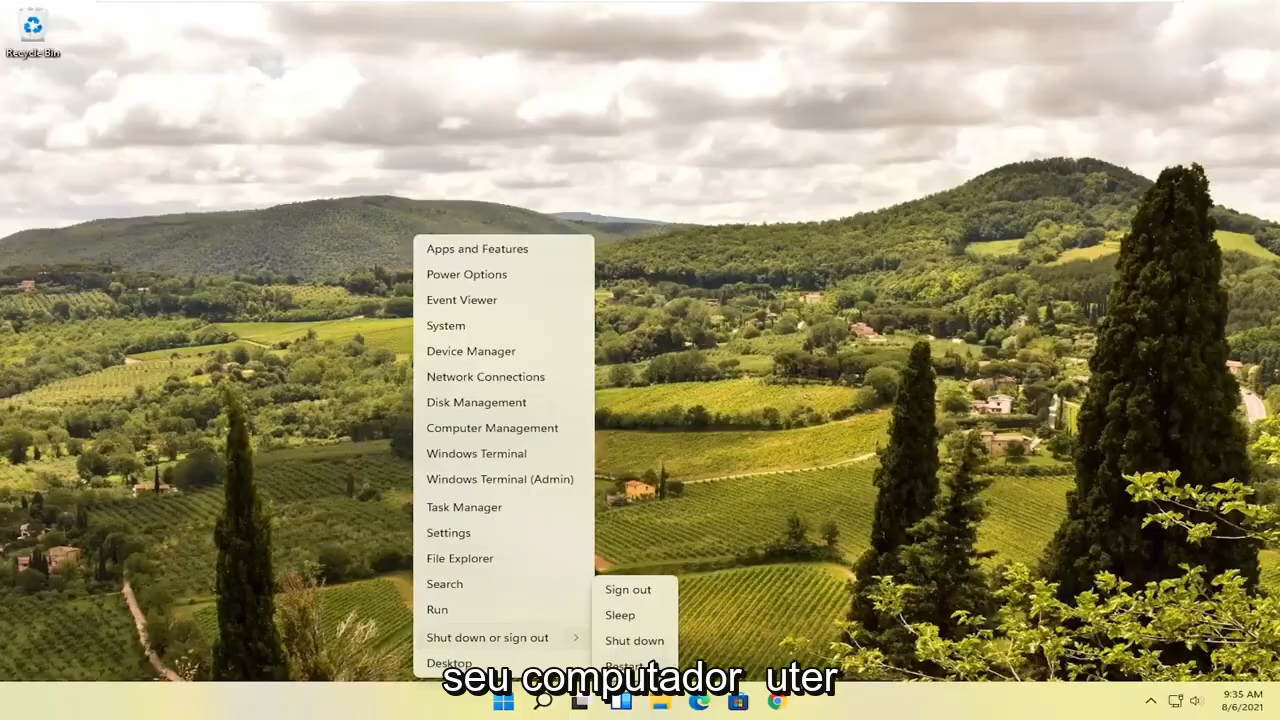 Recycle Bin
Apps and Features
Power Options
Event Viewer
System
Device Manager
Network Connections
Disk Management
Computer Management
Windows Terminal
Windows Terminal (Admin)
Task Manager
Settings
File Explorer
Search
Run
Shut down or sign out
Desktop
Sign out
Sleep
Shut down
Restart
seu computador uter
9:35 AM
8/6/2021